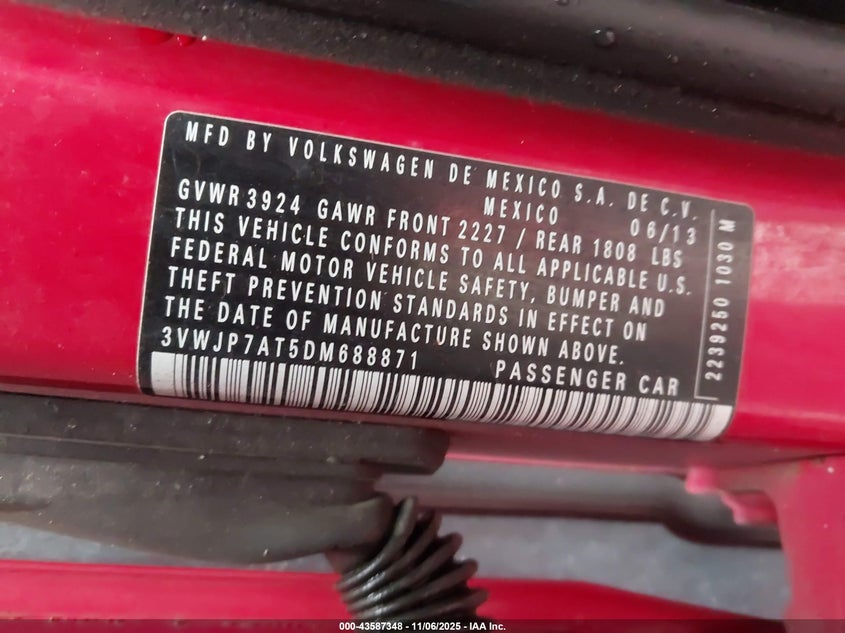 MFD BY VOLKSWAGEN DE MEXICO S.A. DE C.V.
MEXICO 06/13
GVWR 3924 GAWR FRONT 2227 / REAR 1808 LBS
THIS VEHICLE CONFORMS TO ALL APPLICABLE U.S.
FEDERAL MOTOR VEHICLE SAFETY, BUMPER AND
THEFT PREVENTION STANDARDS IN EFFECT ON
THE DATE OF MANUFACTURE SHOWN ABOVE.
3VWJP7AT5DM688871 PASSENGER CAR
2239250 1030 M
000-43587348 - 11/06/2025 - IAA Inc.